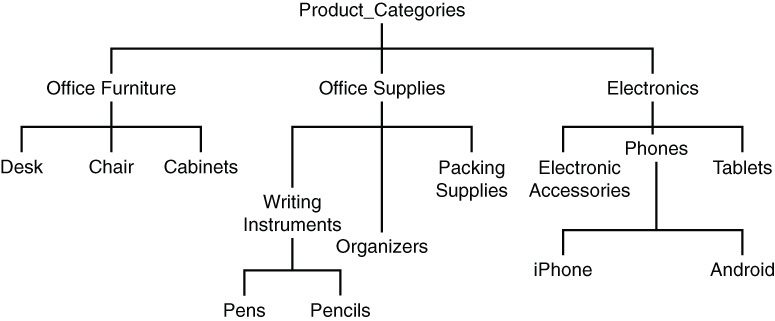 Product_Categories
Office Furniture
Office Supplies
Electronics
Desk
Chair
Cabinets
Writing
Instruments
Organizers
Packing
Supplies
Electronic
Accessories
Phones
Tablets
Pens
Pencils
iPhone
Android